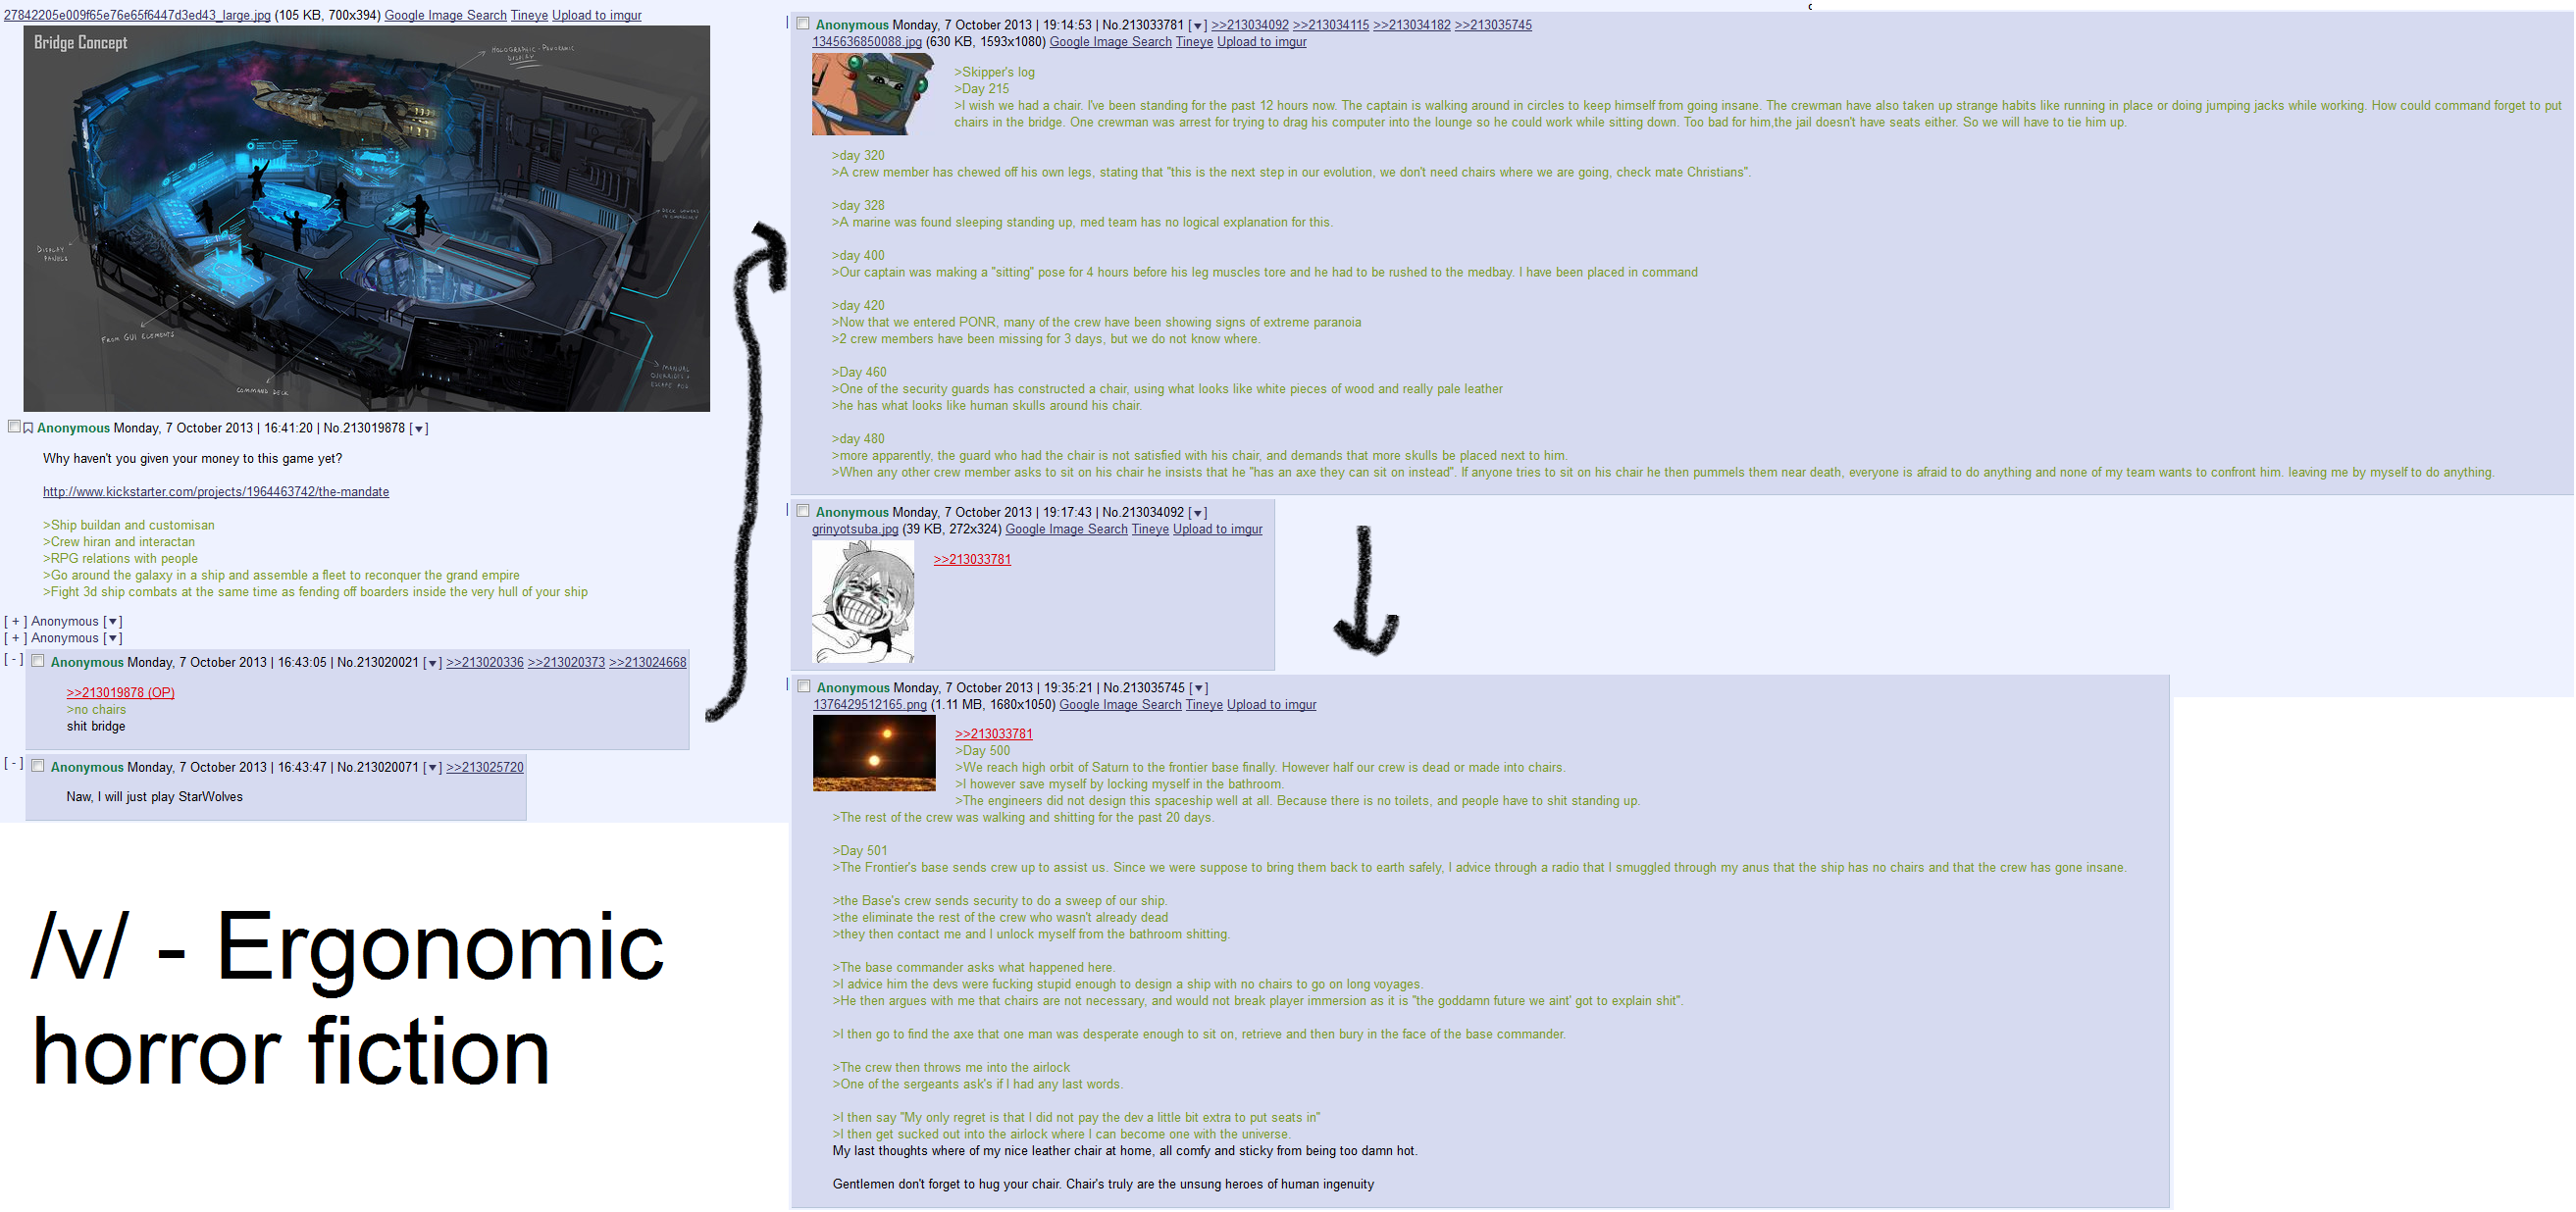 27842205e009f65e76e65f6447d3ed43_large.jpg (105 KB, 700x394) Google Image Search Tineye Upload to imgur
Bridge Concept
HOLOGRAPHIC - PANORAMIC
DISPLAY
DISPLAY
PANELS
FROM GUI ELEMENTS
COMMAND DECK
MANUAL
OVERRIDES +
ESCAPE POD
Anonymous Monday, 7 October 2013 | 16:41:20 | No.213019878 [▼]
Why haven't you given your money to this game yet?
http://www.kickstarter.com/projects/1964463742/the-mandate
>Ship buildan and customisan
>Crew hiran and interactan
>RPG relations with people
>Go around the galaxy in a ship and assemble a fleet to reconquer the grand empire
>Fight 3d ship combats at the same time as fending off boarders inside the very hull of your ship
[ + ] Anonymous [▼]
[ + ] Anonymous [▼]
[ - ] Anonymous Monday, 7 October 2013 | 16:43:05 | No.213020021 [▼] >>213020336 >>213020373 >>213024668
>>213019878 (OP)
>no chairs
shit bridge
[ - ] Anonymous Monday, 7 October 2013 | 16:43:47 | No.213020071 [▼] >>213025720
Naw, I will just play StarWolves
/v/ - Ergonomic
horror fiction
Anonymous Monday, 7 October 2013 | 19:14:53 | No.213033781 [▼] >>213034092 >>213034115 >>213034182 >>213035745
1345636850088.jpg (630 KB, 1593x1080) Google Image Search Tineye Upload to imgur
>Skipper's log
>Day 215
>I wish we had a chair. I've been standing for the past 12 hours now. The captain is walking around in circles to keep himself from going insane. The crewman have also taken up strange habits like running in place or doing jumping jacks while working. How could command forget to put
chairs in the bridge. One crewman was arrest for trying to drag his computer into the lounge so he could work while sitting down. Too bad for him,the jail doesn't have seats either. So we will have to tie him up.
>day 320
>A crew member has chewed off his own legs, stating that "this is the next step in our evolution, we don't need chairs where we are going, check mate Christians".
>day 328
>A marine was found sleeping standing up, med team has no logical explanation for this.
>day 400
>Our captain was making a "sitting" pose for 4 hours before his leg muscles tore and he had to be rushed to the medbay. I have been placed in command
>day 420
>Now that we entered PONR, many of the crew have been showing signs of extreme paranoia
>2 crew members have been missing for 3 days, but we do not know where.
>Day 460
>One of the security guards has constructed a chair, using what looks like white pieces of wood and really pale leather
>he has what looks like human skulls around his chair.
>day 480
>more apparently, the guard who had the chair is not satisfied with his chair, and demands that more skulls be placed next to him.
>When any other crew member asks to sit on his chair he insists that he "has an axe they can sit on instead". If anyone tries to sit on his chair he then pummels them near death, everyone is afraid to do anything and none of my team wants to confront him. leaving me by myself to do anything.
Anonymous Monday, 7 October 2013 | 19:17:43 | No.213034092 [▼]
grinyotsuba.jpg (39 KB, 272x324) Google Image Search Tineye Upload to imgur
>>213033781
Anonymous Monday, 7 October 2013 | 19:35:21 | No.213035745 [▼]
1376429512165.png (1.11 MB, 1680x1050) Google Image Search Tineye Upload to imgur
>>213033781
>Day 500
>We reach high orbit of Saturn to the frontier base finally. However half our crew is dead or made into chairs.
>I however save myself by locking myself in the bathroom.
>The engineers did not design this spaceship well at all. Because there is no toilets, and people have to shit standing up.
>The rest of the crew was walking and shitting for the past 20 days.
>Day 501
>The Frontier's base sends crew up to assist us. Since we were suppose to bring them back to earth safely, I advice through a radio that I smuggled through my anus that the ship has no chairs and that the crew has gone insane.
>the Base's crew sends security to do a sweep of our ship.
>the eliminate the rest of the crew who wasn't already dead
>they then contact me and I unlock myself from the bathroom shitting.
>The base commander asks what happened here.
>I advice him the devs were fucking stupid enough to design a ship with no chairs to go on long voyages.
>He then argues with me that chairs are not necessary, and would not break player immersion as it is "the goddamn future we aint' got to explain shit".
>I then go to find the axe that one man was desperate enough to sit on, retrieve and then bury in the face of the base commander.
>The crew then throws me into the airlock
>One of the sergeants ask's if I had any last words.
>I then say "My only regret is that I did not pay the dev a little bit extra to put seats in"
>I then get sucked out into the airlock where I can become one with the universe.
My last thoughts where of my nice leather chair at home, all comfy and sticky from being too damn hot.
Gentlemen don't forget to hug your chair. Chair's truly are the unsung heroes of human ingenuity